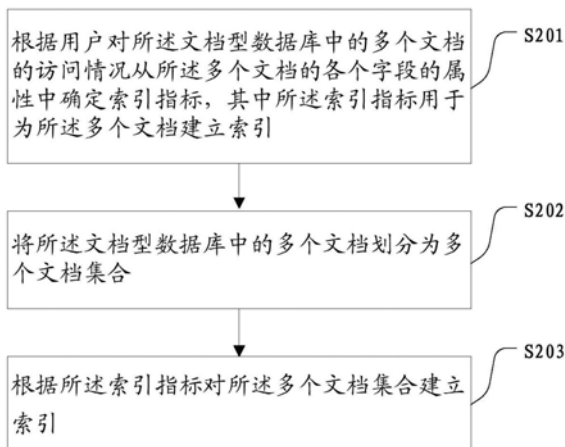 根据用户对所述文档型数据库中的多个文档
的访问情况从所述多个文档的各个字段的属
性中确定索引指标，其中所述索引指标用于
为所述多个文档建立索引
S201
将所述文档型数据库中的多个文档划分为多
个文档集合
S202
根据所述索引指标对所述多个文档集合建立
索引
S203